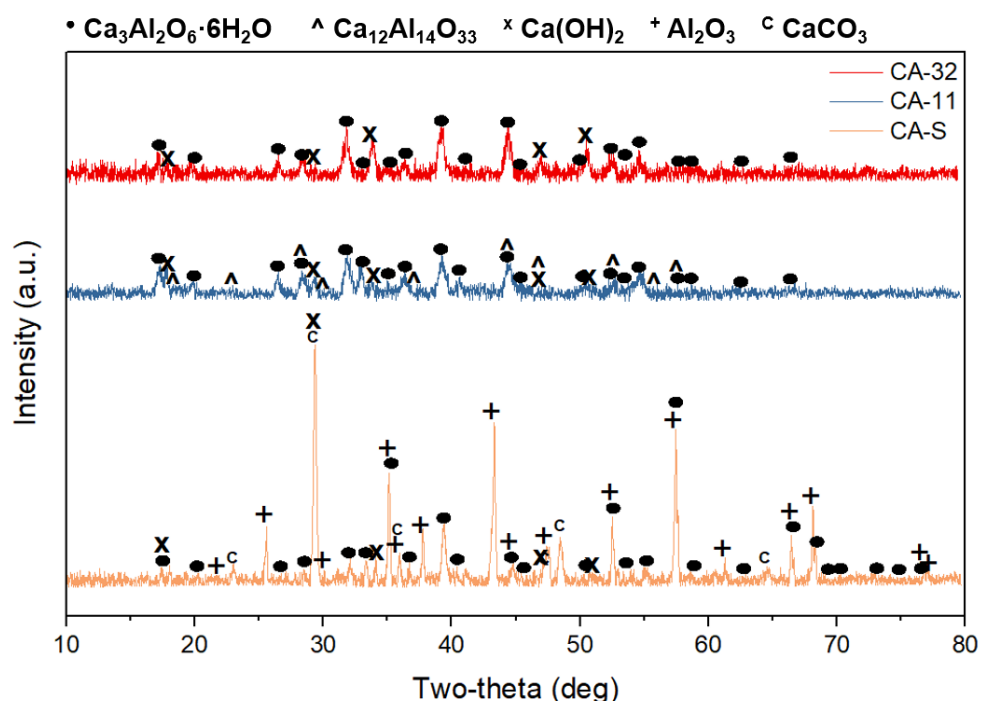 • Ca₃Al₂O₆·6H₂O ^ Ca₁₂Al₁₄O₃₃ x Ca(OH)₂ + Al₂O₃ c CaCO₃
CA-32
CA-11
CA-S
Intensity (a.u.)
10 20 30 40 50 60 70 80
Two-theta (deg)